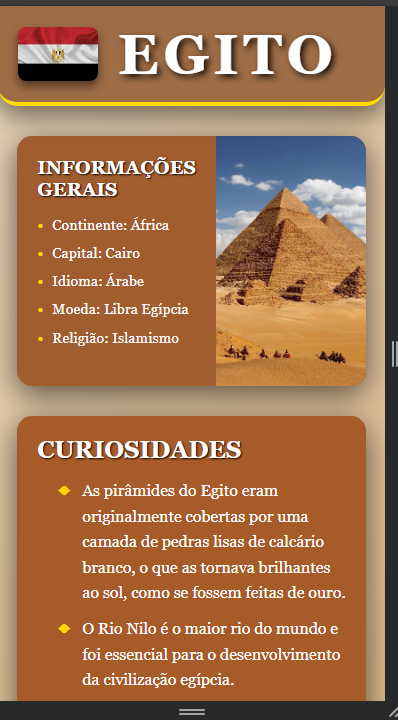 EGITO
INFORMAÇÕES
GERAIS
Continente: África
Capital: Cairo
Idioma: Árabe
Moeda: Libra Egípcia
Religião: Islamismo
CURIOSIDADES
As pirâmides do Egito eram
originalmente cobertas por uma
camada de pedras lisas de calcário
branco, o que as tornava brilhantes
ao sol, como se fossem feitas de ouro.
O Rio Nilo é o maior rio do mundo e
foi essencial para o desenvolvimento
da civilização egípcia.